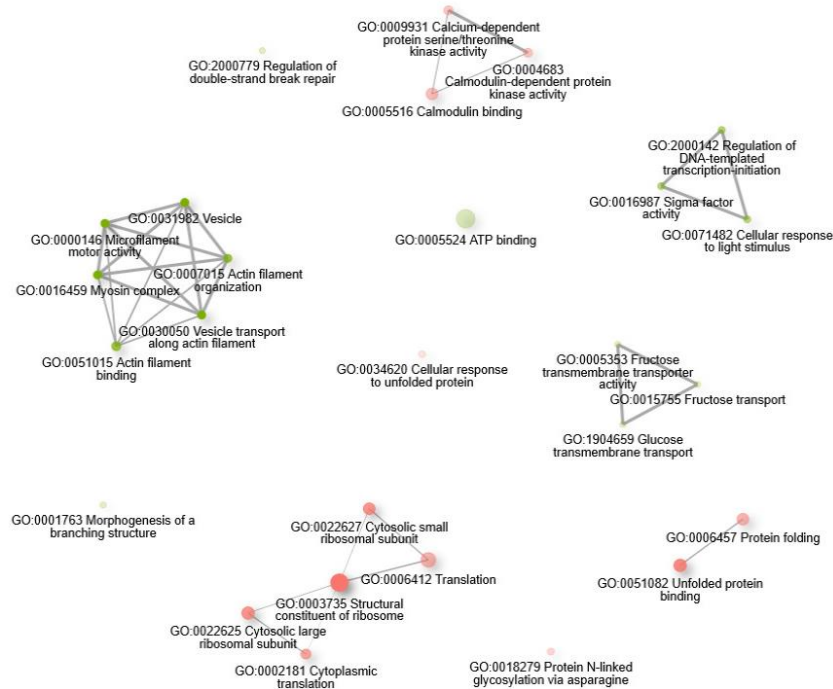 GO:0009931 Calcium-dependent
protein serine/threonine
kinase activity
GO:2000779 Regulation of
double-strand break repair
GO:0004683
Calmodulin-dependent protein
kinase activity
GO:0005516 Calmodulin binding
GO:2000142 Regulation of
DNA-templated
transcription-initiation
GO:0016987 Sigma factor
activity
GO:0071482 Cellular response
to light stimulus
GO:0031982 Vesicle
GO:0000146 Microfilament
motor activity
GO:0007015 Actin filament
organization
GO:0016459 Myosin complex
GO:0030050 Vesicle transport
along actin filament
GO:0051015 Actin filament
binding
GO:0005524 ATP binding
GO:0034620 Cellular response
to unfolded protein
GO:0005353 Fructose
transmembrane transporter
activity
GO:0015755 Fructose transport
GO:1904659 Glucose
transmembrane transport
GO:0001763 Morphogenesis of a
branching structure
GO:0022627 Cytosolic small
ribosomal subunit
GO:0006412 Translation
GO:0003735 Structural
constituent of ribosome
GO:0022625 Cytosolic large
ribosomal subunit
GO:0002181 Cytoplasmic
translation
GO:0006457 Protein folding
GO:0051082 Unfolded protein
binding
GO:0018279 Protein N-linked
glycosylation via asparagine